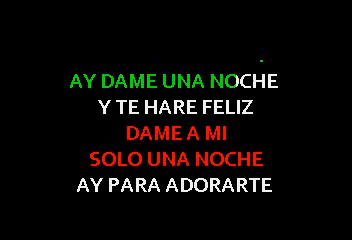 AY DAME UNA NOCHE
Y TE HARE FELIZ
DAME A MI
SOLO UNA NOCHE
AY PARA ADORARTE